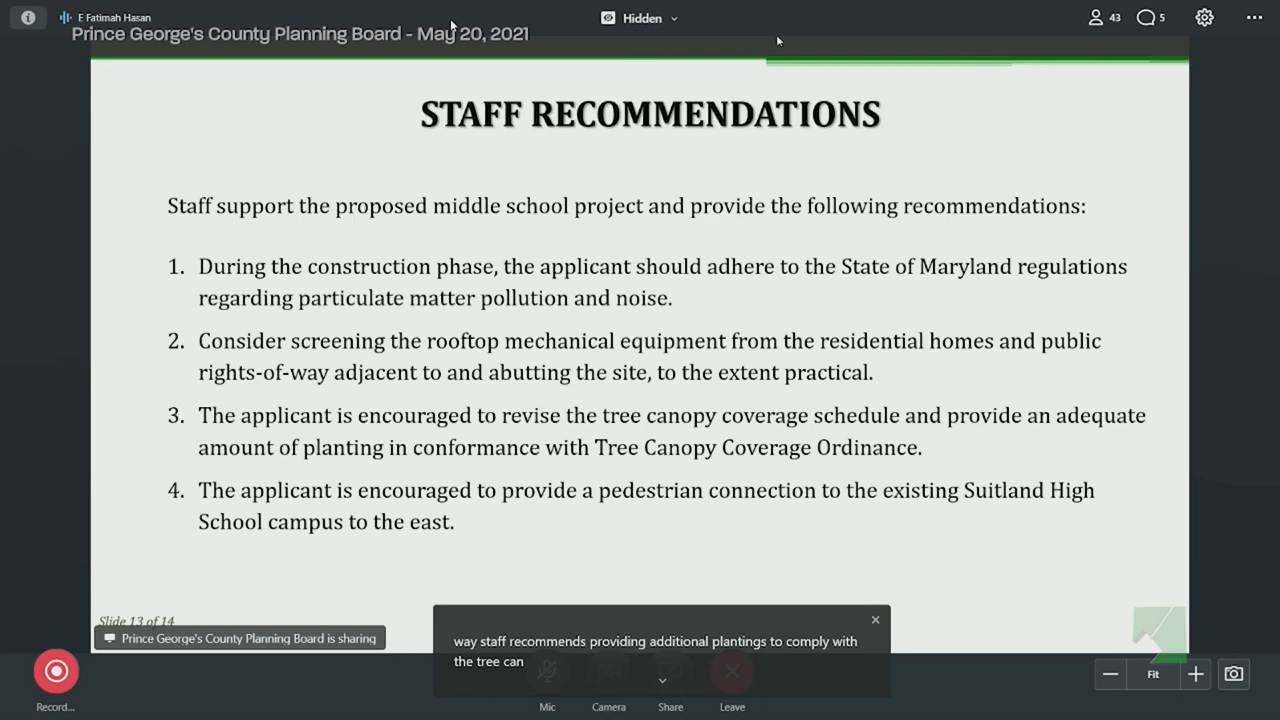 E Fatimah Hasan
Hidden
43
5
Prince George's County Planning Board - May 20, 2021
STAFF RECOMMENDATIONS
Staff support the proposed middle school project and provide the following recommendations:
1. During the construction phase, the applicant should adhere to the State of Maryland regulations
regarding particulate matter pollution and noise.
2. Consider screening the rooftop mechanical equipment from the residential homes and public
rights-of-way adjacent to and abutting the site, to the extent practical.
3. The applicant is encouraged to revise the tree canopy coverage schedule and provide an adequate
amount of planting in conformance with Tree Canopy Coverage Ordinance.
4. The applicant is encouraged to provide a pedestrian connection to the existing Suitland High
School campus to the east.
Slide 13 of 14
Prince George's County Planning Board is sharing
way staff recommends providing additional plantings to comply with
the tree can
Fit
Record...
Mic
Camera
Share
Leave